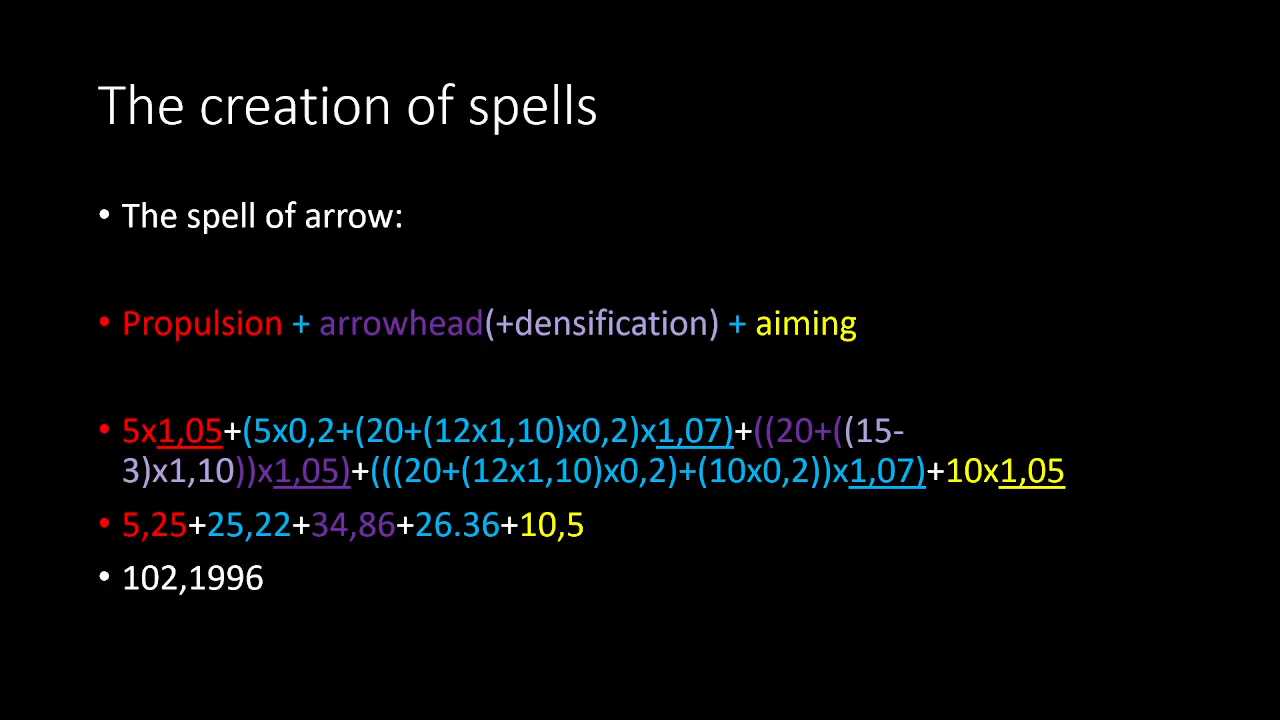 The creation of spells
• The spell of arrow:
• Propulsion + arrowhead(+densification) + aiming
• 5x1,05+(5x0,2+(20+(12x1,10)x0,2)x1,07)+((20+((15-
3)x1,10))x1,05)+(((20+(12x1,10)x0,2)+(10x0,2))x1,07)+10x1,05
• 5,25+25,22+34,86+26.36+10,5
• 102,1996